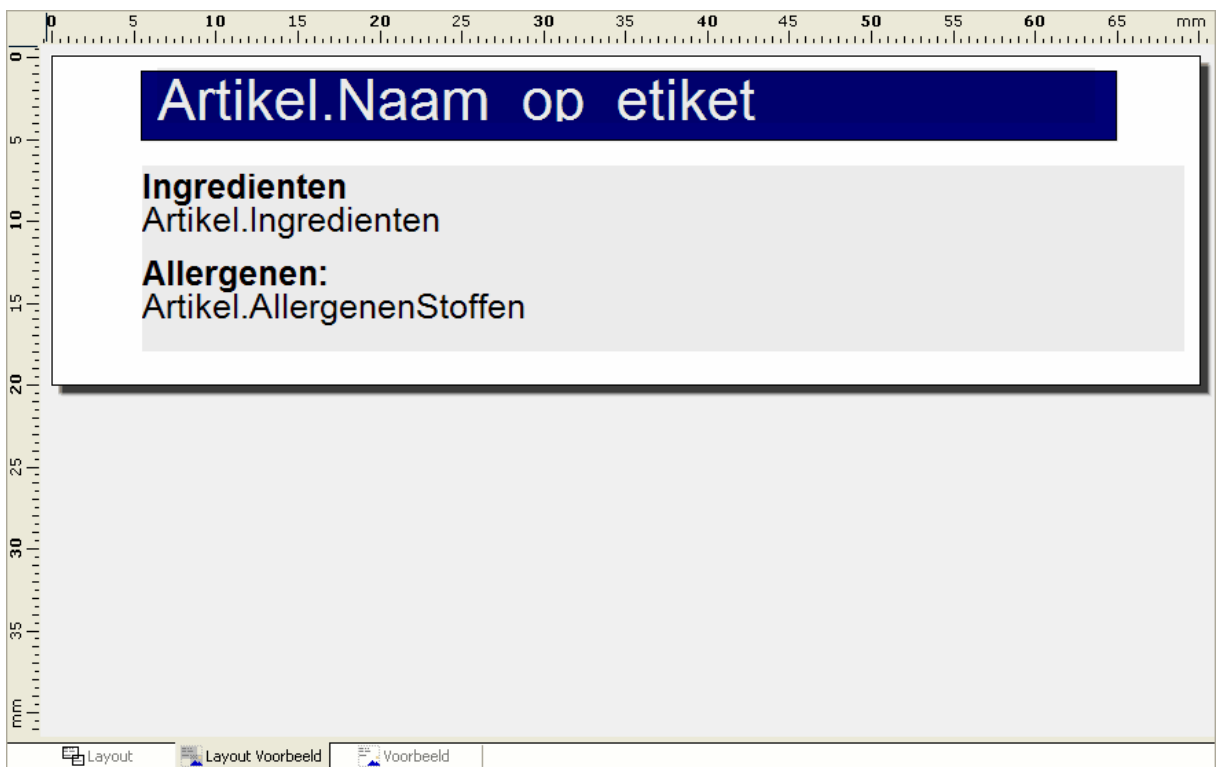 0 5 10 15 20 25 30 35 40 45 50 55 60 65 mm
0
5
10
15
20
25
30
35
mm
Artikel.Naam op etiket
Ingredienten
Artikel.Ingredienten
Allergenen:
Artikel.AllergenenStoffen
Layout Layout Voorbeeld Voorbeeld